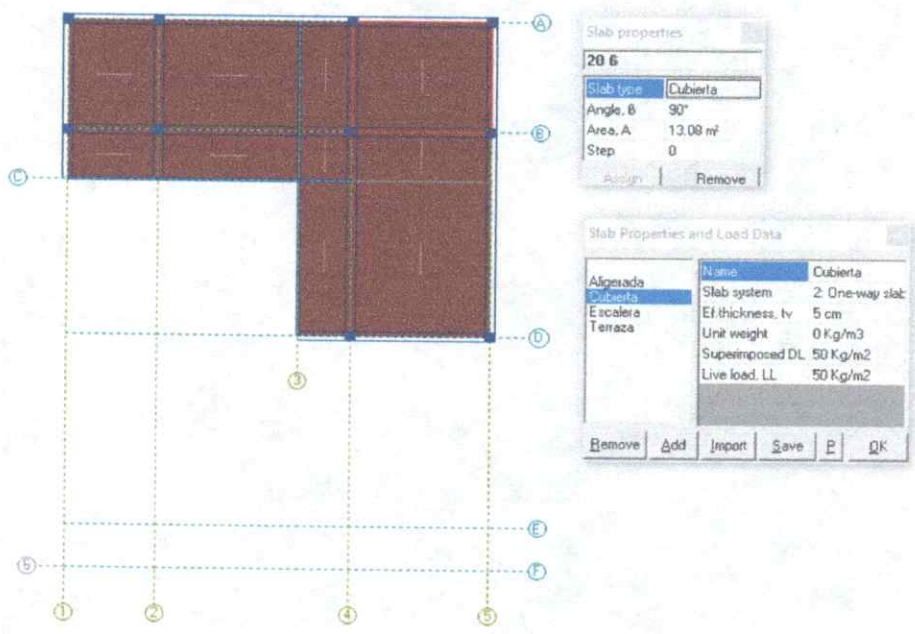 A
B
C
D
3
E
6
F
1
2
4
5
Slab properties
20 6
Slab type Cubierta
Angle, θ 90°
Area, A 13.08 m²
Step 0
Assign Remove
Slab Properties and Load Data
Aligerada
Cubierta
Escalera
Terraza
Name Cubierta
Slab system 2: One-way slab
Ef.thickness, tv 5 cm
Unit weight 0 Kg/m3
Superimposed DL 50 Kg/m2
Live load, LL 50 Kg/m2
Remove Add Import Save P OK